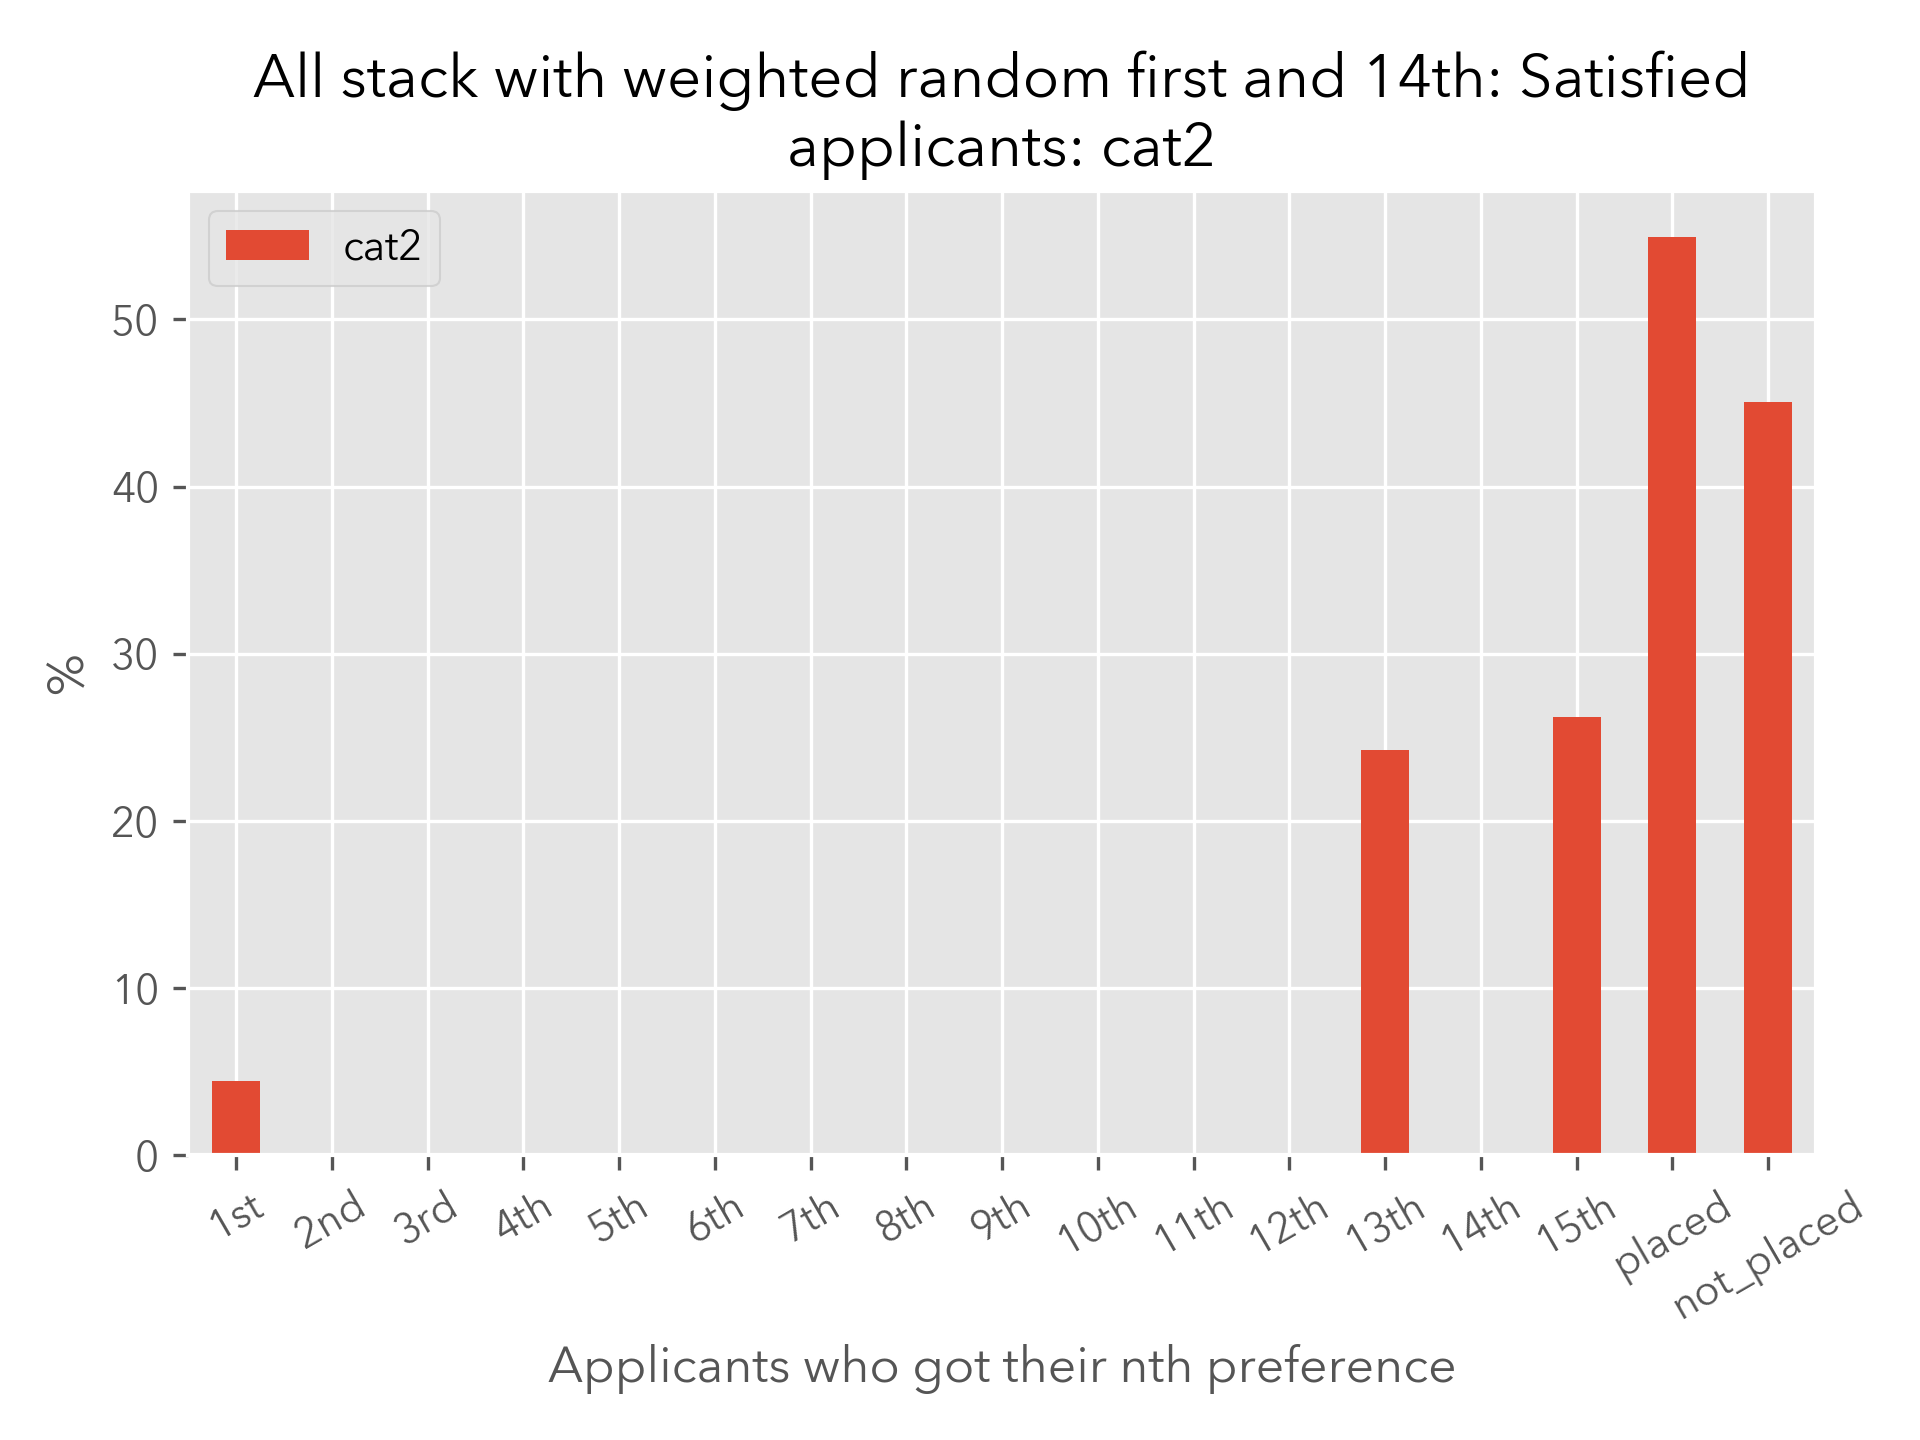 All stack with weighted random first and 14th: Satisfied
applicants: cat2
cat2
50
40
30
20
10
0
%
1st
2nd
3rd
4th
5th
6th
7th
8th
9th
10th
11th
12th
13th
14th
15th
placed
not_placed
Applicants who got their nth preference